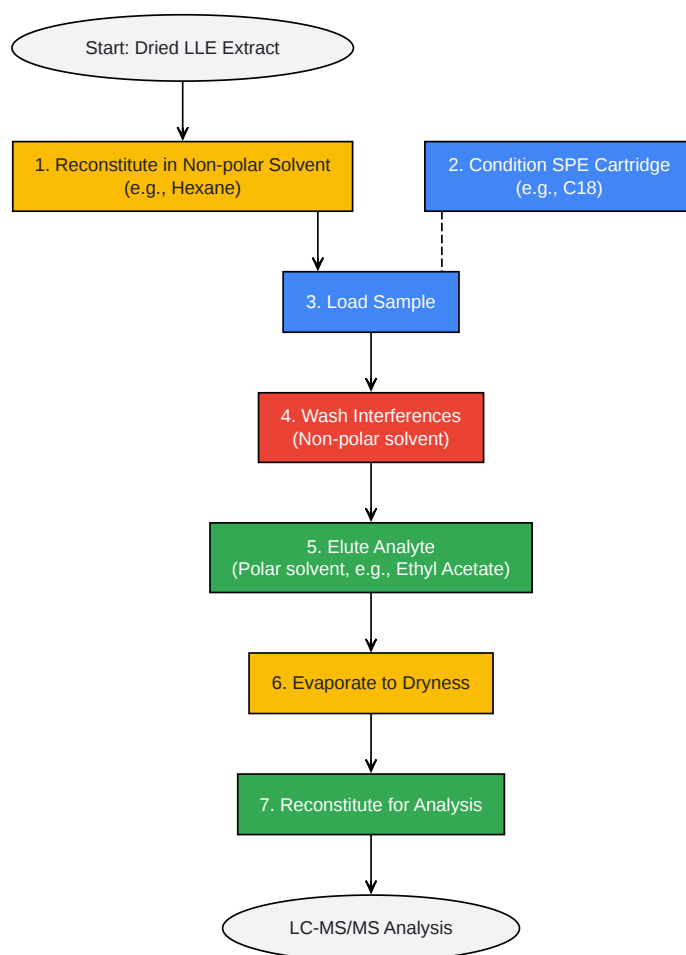 Start: Dried LLE Extract
1. Reconstitute in Non-polar Solvent
(e.g., Hexane)
2. Condition SPE Cartridge
(e.g., C18)
3. Load Sample
4. Wash Interferences
(Non-polar solvent)
5. Elute Analyte
(Polar solvent, e.g., Ethyl Acetate)
6. Evaporate to Dryness
7. Reconstitute for Analysis
LC-MS/MS Analysis